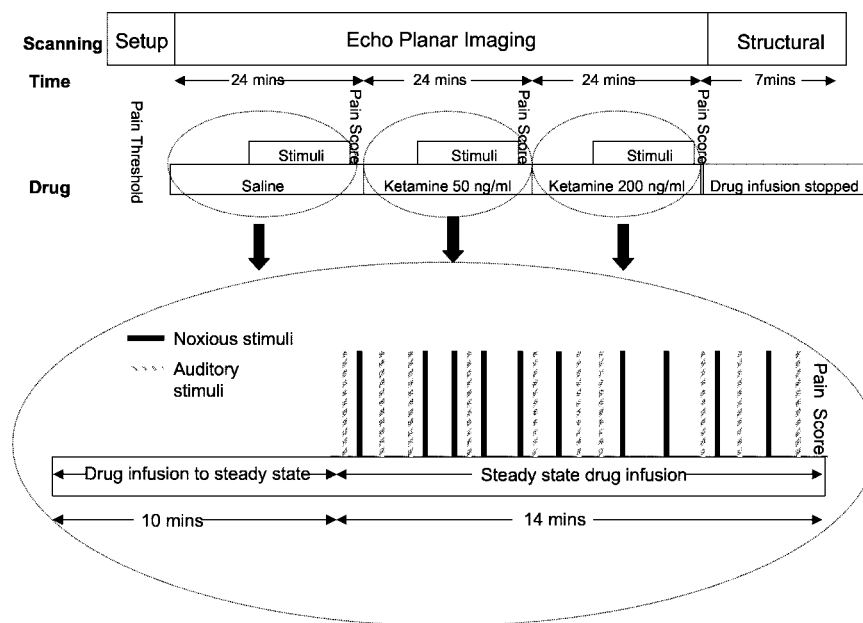 Scanning
Setup
Echo Planar Imaging
Structural
Time
24 mins
24 mins
24 mins
7mins
Pain Threshold
Pain Score
Pain Score
Pain Score
Stimuli
Stimuli
Stimuli
Drug
Saline
Ketamine 50 ng/ml
Ketamine 200 ng/ml
Drug infusion stopped
Noxious stimuli
Auditory
stimuli
Pain Score
Drug infusion to steady state
Steady state drug infusion
10 mins
14 mins